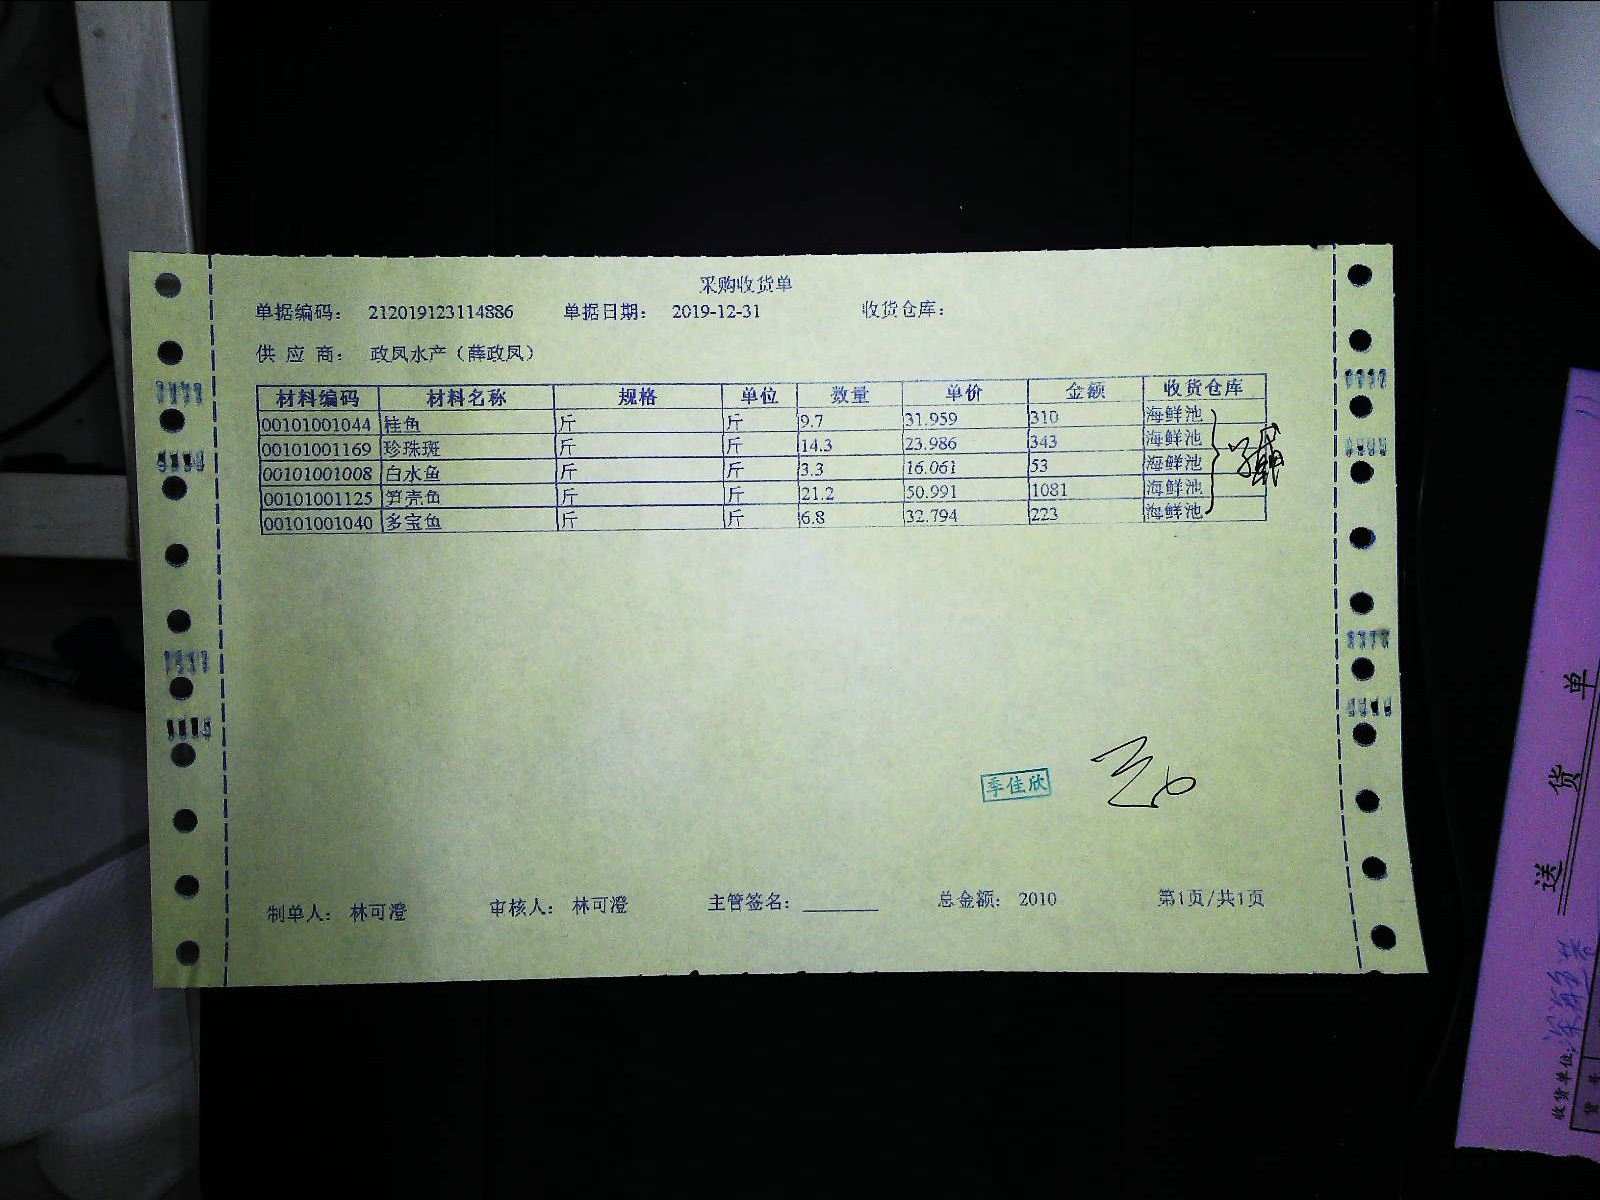 采购收货单
单据编码： 212019123114886 单据日期： 2019-12-31 收货仓库：
供 应 商： 政凤水产（薛政凤）
材料编码 材料名称 规格 单位 数量 单价 金额 收货仓库
00101001044 桂鱼 斤 斤 9.7 31.959 310 海鲜池
00101001169 珍珠斑 斤 斤 14.3 23.986 343 海鲜池
00101001008 白水鱼 斤 斤 3.3 16.061 53 海鲜池
00101001125 笋壳鱼 斤 斤 21.2 50.991 1081 海鲜池
00101001040 多宝鱼 斤 斤 6.8 32.794 223 海鲜池
季佳欣
制单人： 林可澄 审核人： 林可澄 主管签名： 总金额： 2010 第1页/共1页
送 货 单
收货单位：
货 号